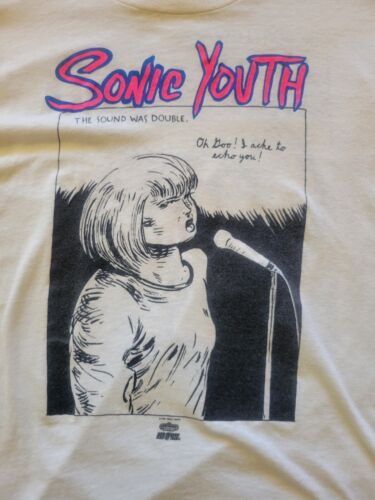 SONIC YOUTH
THE SOUND WAS DOUBLE.
Oh Goo! I ache to
echo you!